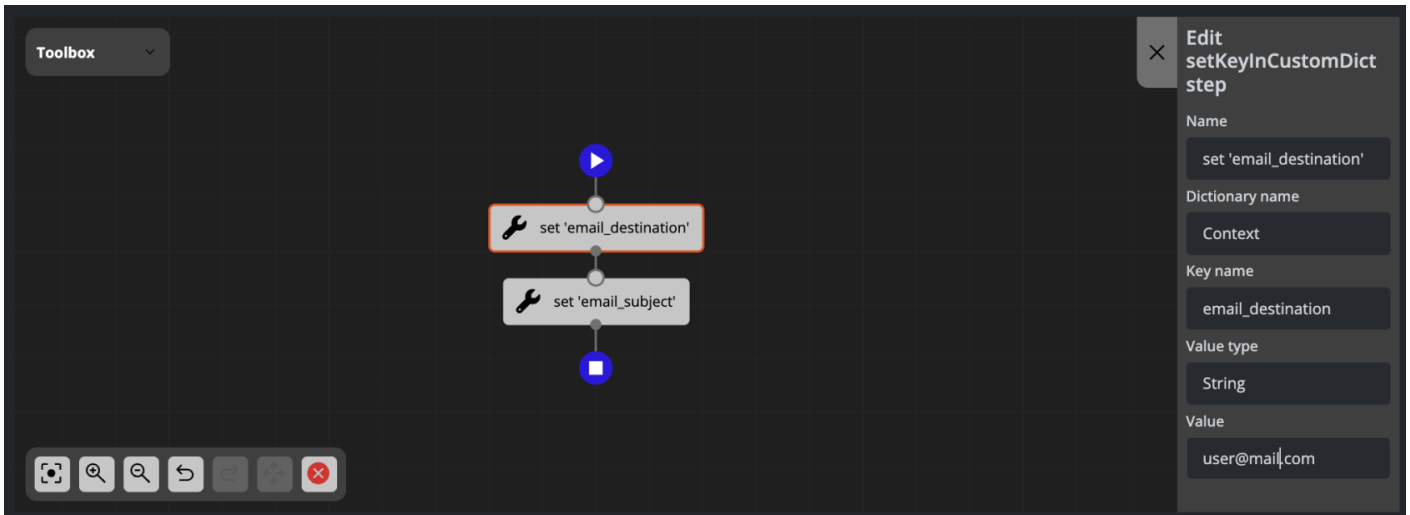 Toolbox
set 'email_destination'
set 'email_subject'
Edit
setKeyInCustomDict
step
Name
set 'email_destination'
Dictionary name
Context
Key name
email_destination
Value type
String
Value
user@mail.com